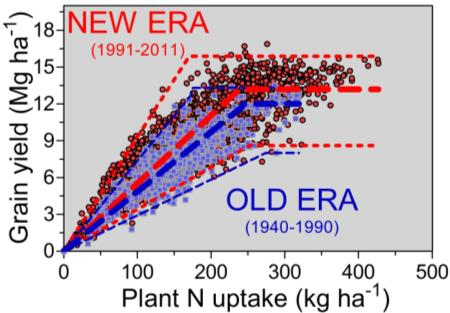 NEW ERA
(1991-2011)
18
15
12
9
6
3
0
Grain yield (Mg ha⁻¹)
OLD ERA
(1940-1990)
0 100 200 300 400 500
Plant N uptake (kg ha⁻¹)